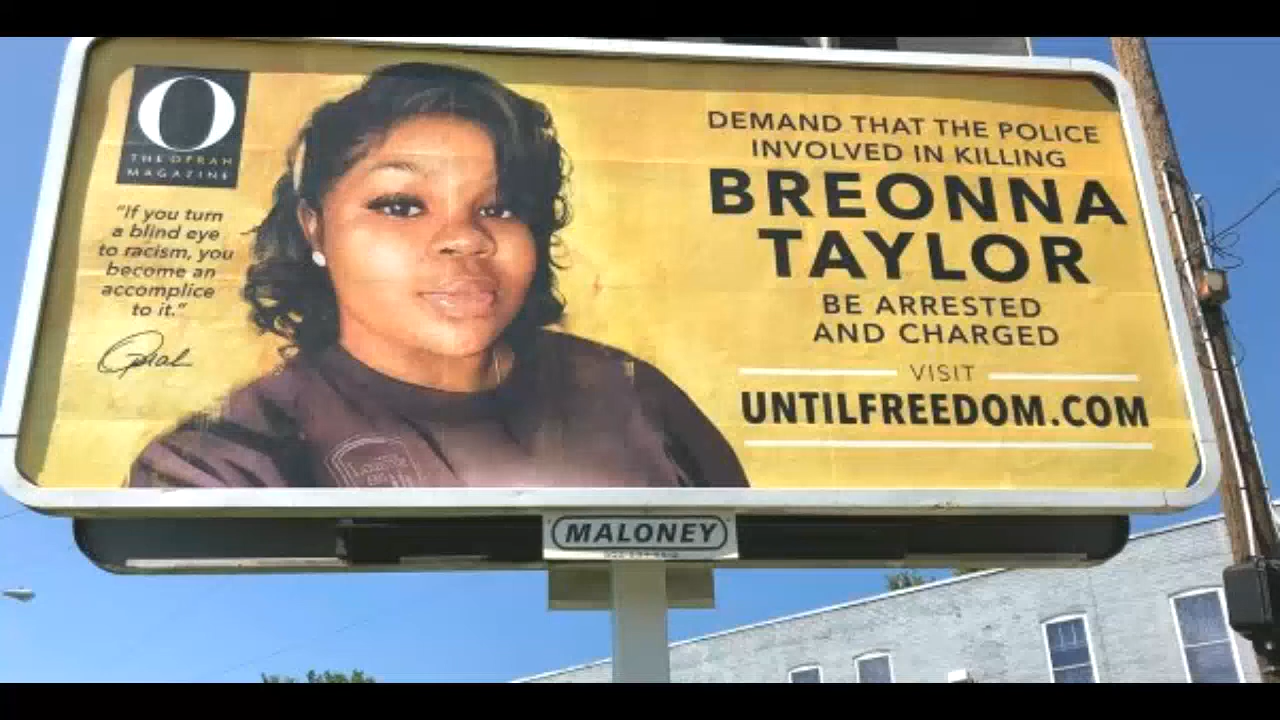 O
THE OPRAH
MAGAZINE
"If you turn
a blind eye
to racism, you
become an
accomplice
to it."
Oprah
DEMAND THAT THE POLICE
INVOLVED IN KILLING
BREONNA
TAYLOR
BE ARRESTED
AND CHARGED
VISIT
UNTILFREEDOM.COM
MALONEY